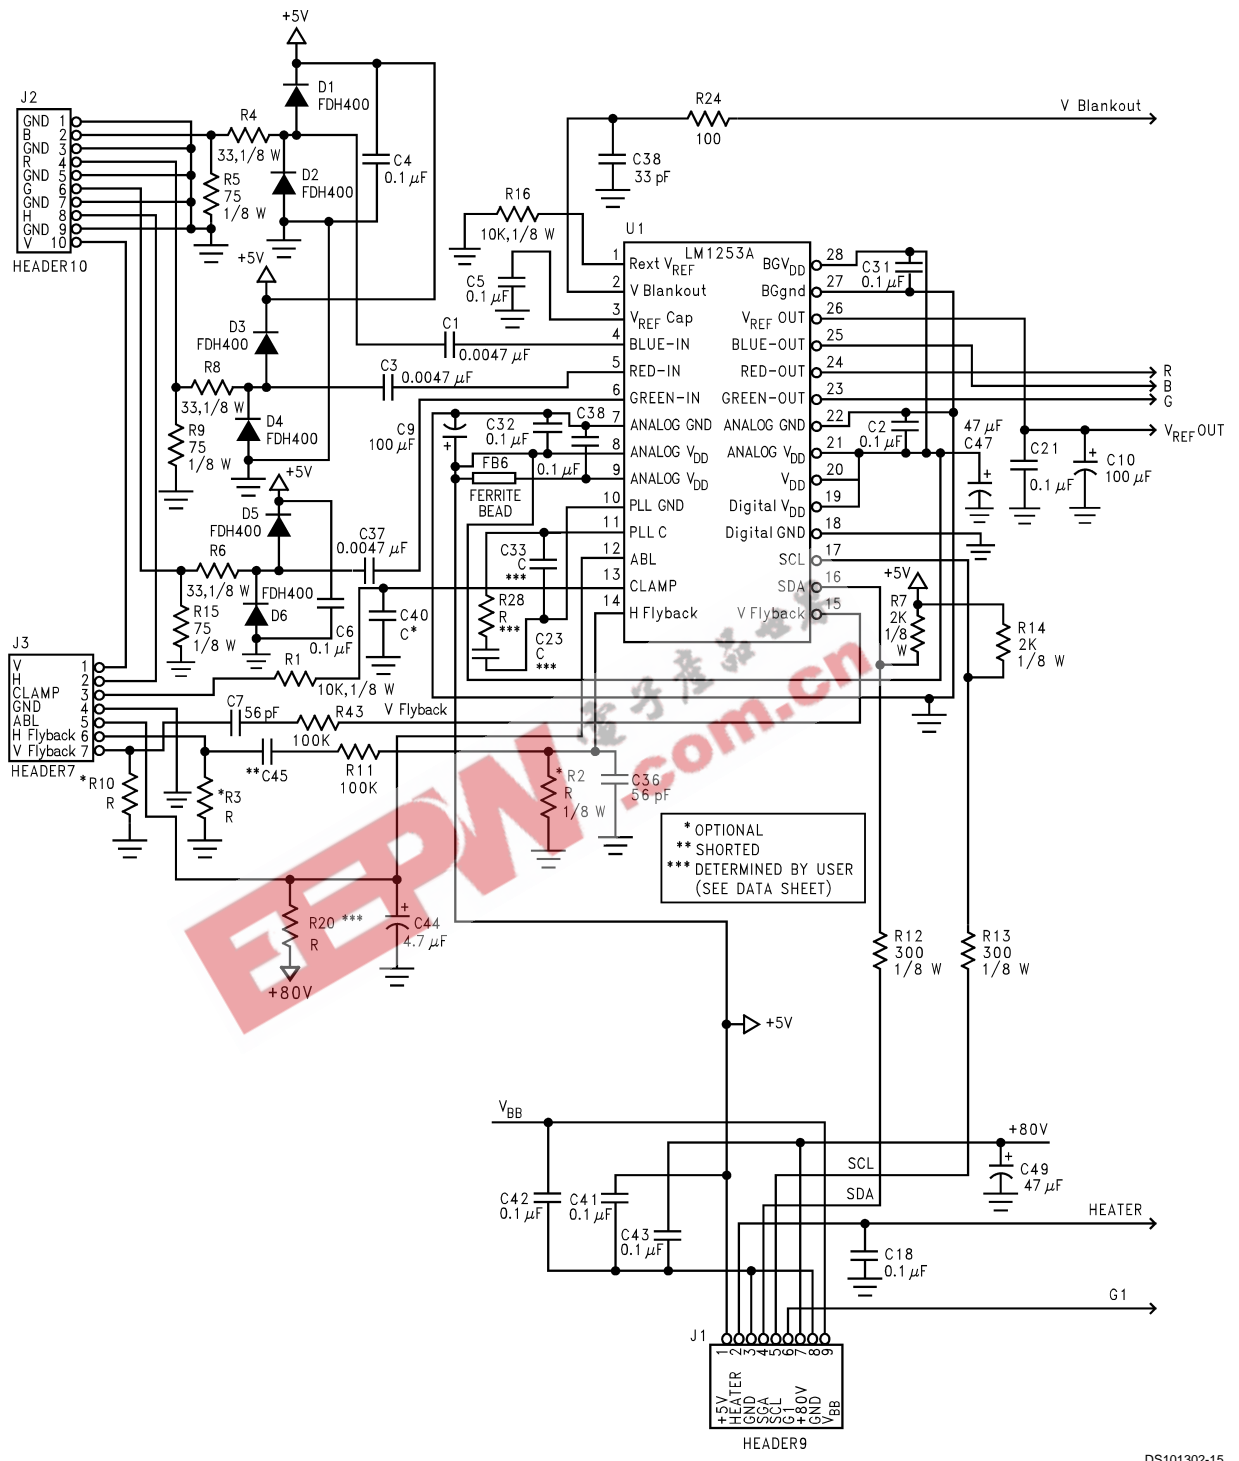 +5V
D1
FDH400
J2
GND 1
B 2
GND 3
R 4
GND 5
G 6
GND 7
H 8
GND 9
V 10
HEADER10
R4
33,1/8 W
R5
75
1/8 W
D2
FDH400
C4
0.1 μF
R24
100
V Blankout
C38
33 pF
R16
10K,1/8 W
C5
0.1 μF
+5V
D3
FDH400
R8
33,1/8 W
D4
FDH400
R9
75
1/8 W
C1
0.0047 μF
C3
0.0047 μF
U1
LM1253A
1 Rext VREF
2 V Blankout
3 VREF Cap
4 BLUE-IN
5 RED-IN
6 GREEN-IN
7 ANALOG GND
8 ANALOG VDD
9 ANALOG VDD
10 PLL GND
11 PLL C
12 ABL
13 CLAMP
14 H Flyback
BGVDD 28
BGgnd 27
VREF OUT 26
BLUE-OUT 25
RED-OUT 24
GREEN-OUT 23
ANALOG GND 22
ANALOG VDD 21
VDD 20
Digital VDD 19
Digital GND 18
SCL 17
SDA 16
V Flyback 15
C31
0.1 μF
R
B
G
VREF OUT
C2
0.1 μF
47 μF
C47
+
C21
0.1 μF
+
C10
100 μF
C9
100 μF
+
C32
0.1 μF
C38
0.1 μF
FB6
FERRITE
BEAD
+5V
D5
FDH400
C37
0.0047 μF
R6
33,1/8 W
FDH400
D6
R15
75
1/8 W
C6
0.1 μF
C33
C
***
R28
R
***
C23
C
***
C40
C*
+5V
R7
2K
1/8
W
R14
2K
1/8 W
J3
V 1
H 2
CLAMP 3
GND 4
ABL 5
H Flyback 6
V Flyback 7
HEADER7
R1
10K,1/8 W
C7
56 pF
R43
100K
V Flyback
**C45
R11
100K
*R10
R
*R3
R
*R2
R
1/8 W
C36
56 pF
* OPTIONAL
** SHORTED
*** DETERMINED BY USER
(SEE DATA SHEET)
R20 ***
R
+80V
+
C44
4.7 μF
R12
300
1/8 W
R13
300
1/8 W
+5V
VBB
+80V
+
C49
47 μF
SCL
SDA
C42
0.1 μF
C41
0.1 μF
C43
0.1 μF
HEATER
C18
0.1 μF
G1
J1
1 2 3 4 5 6 7 8 9
+5V
HEATER
GND
SGA
SCL
G1
+80V
GND
VBB
HEADER9
DS101302-15
EEPW
電子產品世界
.com.cn